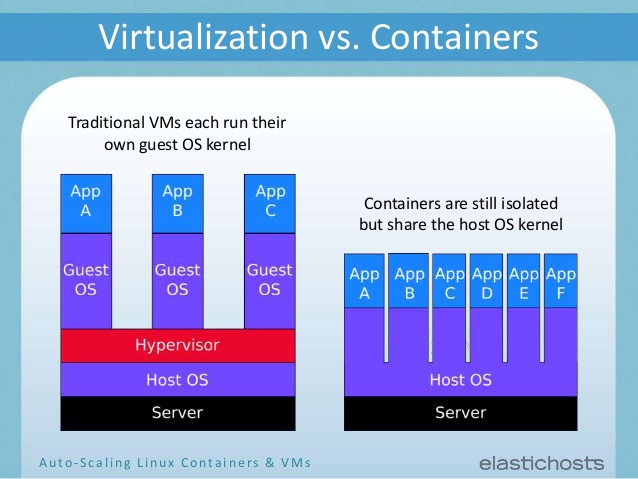 Virtualization vs. Containers
Traditional VMs each run their
own guest OS kernel
App
A
App
B
App
C
Guest
OS
Guest
OS
Guest
OS
Hypervisor
Host OS
Server
Containers are still isolated
but share the host OS kernel
App
A
App
B
App
C
App
D
App
E
App
F
Host OS
Server
Auto-Scaling Linux Containers & VMs
elastichosts